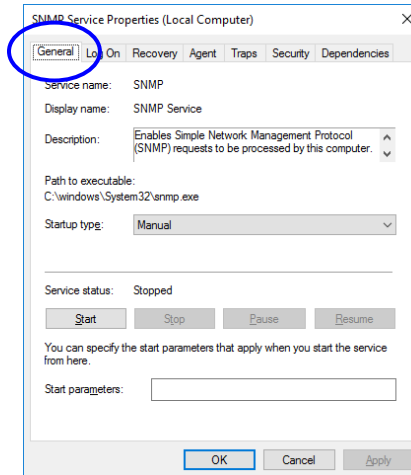 SNMP Service Properties (Local Computer)
General Log On Recovery Agent Traps Security Dependencies
Service name: SNMP
Display name: SNMP Service
Description: Enables Simple Network Management Protocol
(SNMP) requests to be processed by this computer.
Path to executable:
C:\windows\System32\snmp.exe
Startup type: Manual
Service status: Stopped
Start Stop Pause Resume
You can specify the start parameters that apply when you start the service
from here.
Start parameters:
OK Cancel Apply